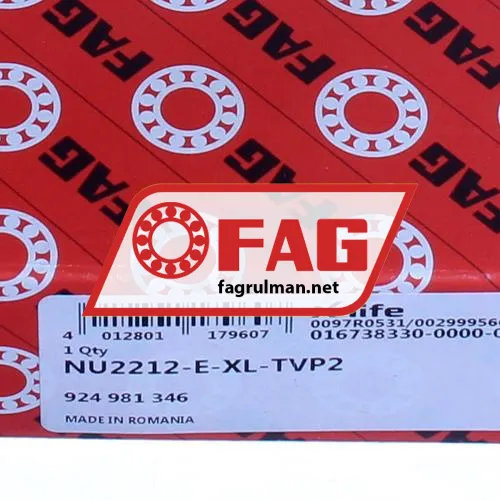 FAG
FAG
FAG
FAG
FAG
FAG
fagrulman.net
4 012801 179607
0097R0531/002999566
016738330-0000-0
1 Qty
NU2212-E-XL-TVP2
924 981 346
MADE IN ROMANIA